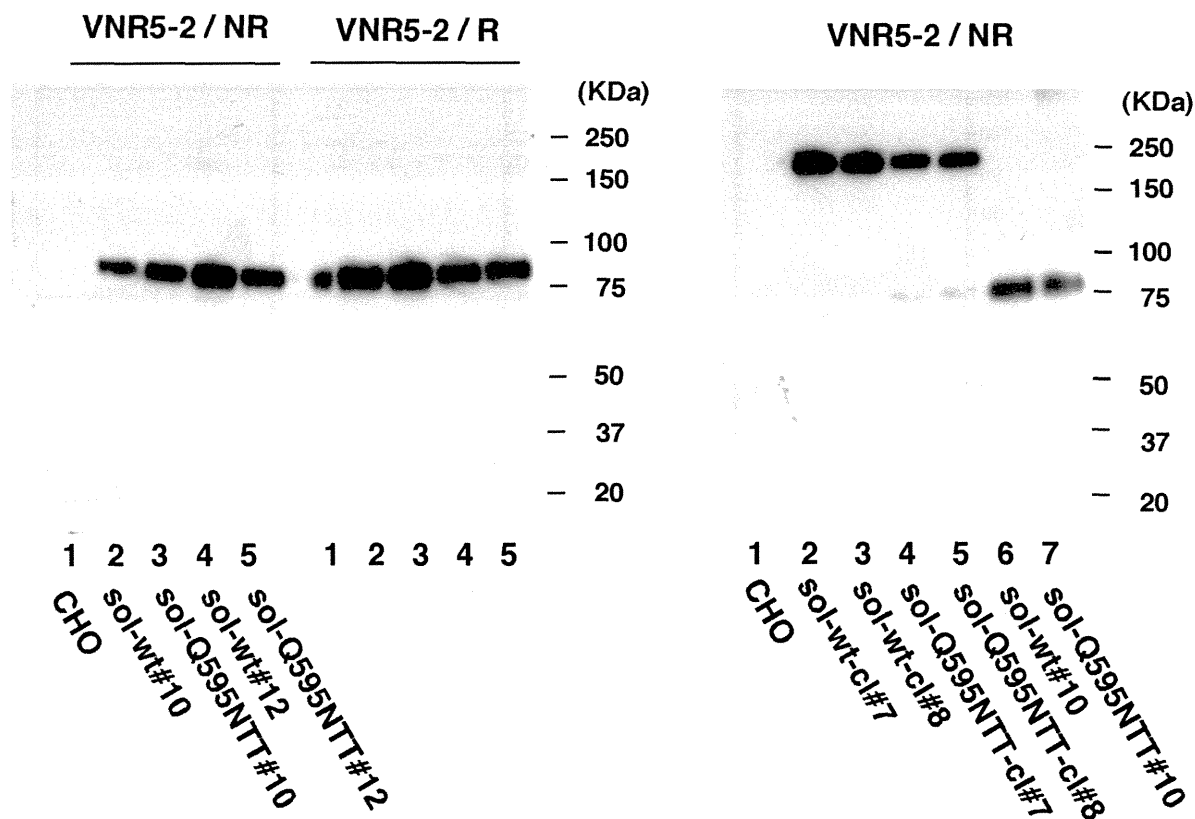 VNR5-2 / NR
VNR5-2 / R
(KDa)
250
150
100
75
50
37
20
1 2 3 4 5
1 2 3 4 5
CHO
sol-wt#10
sol-Q595NTT#10
sol-wt#12
sol-Q595NTT#12
VNR5-2 / NR
(KDa)
250
150
100
75
50
37
20
1 2 3 4 5 6 7
CHO
sol-wt-cl#7
sol-wt-cl#8
sol-Q595NTT-cl#7
sol-Q595NTT-cl#8
sol-wt#10
sol-Q595NTT#10